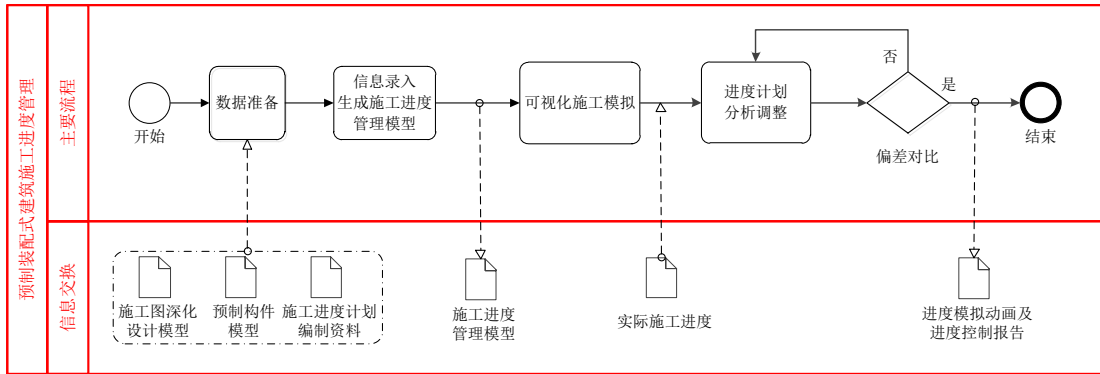 预制装配式建筑施工进度管理
主要流程
开始
数据准备
信息录入
生成施工进度
管理模型
可视化施工模拟
进度计划
分析调整
否
是
偏差对比
结束
信息交换
施工图深化
设计模型
预制构件
模型
施工进度计划
编制资料
施工进度
管理模型
实际施工进度
进度模拟动画及
进度控制报告